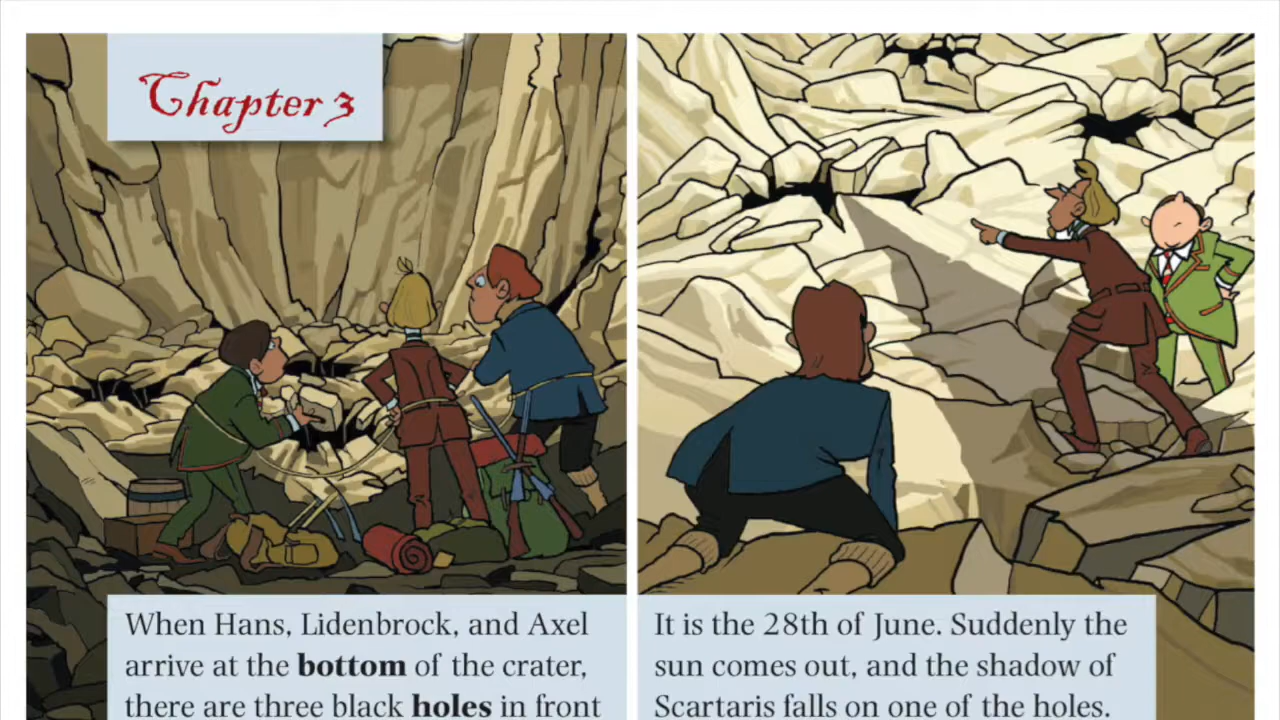 Chapter 3
When Hans, Lidenbrock, and Axel
arrive at the bottom of the crater,
there are three black holes in front
It is the 28th of June. Suddenly the
sun comes out, and the shadow of
Scartaris falls on one of the holes.